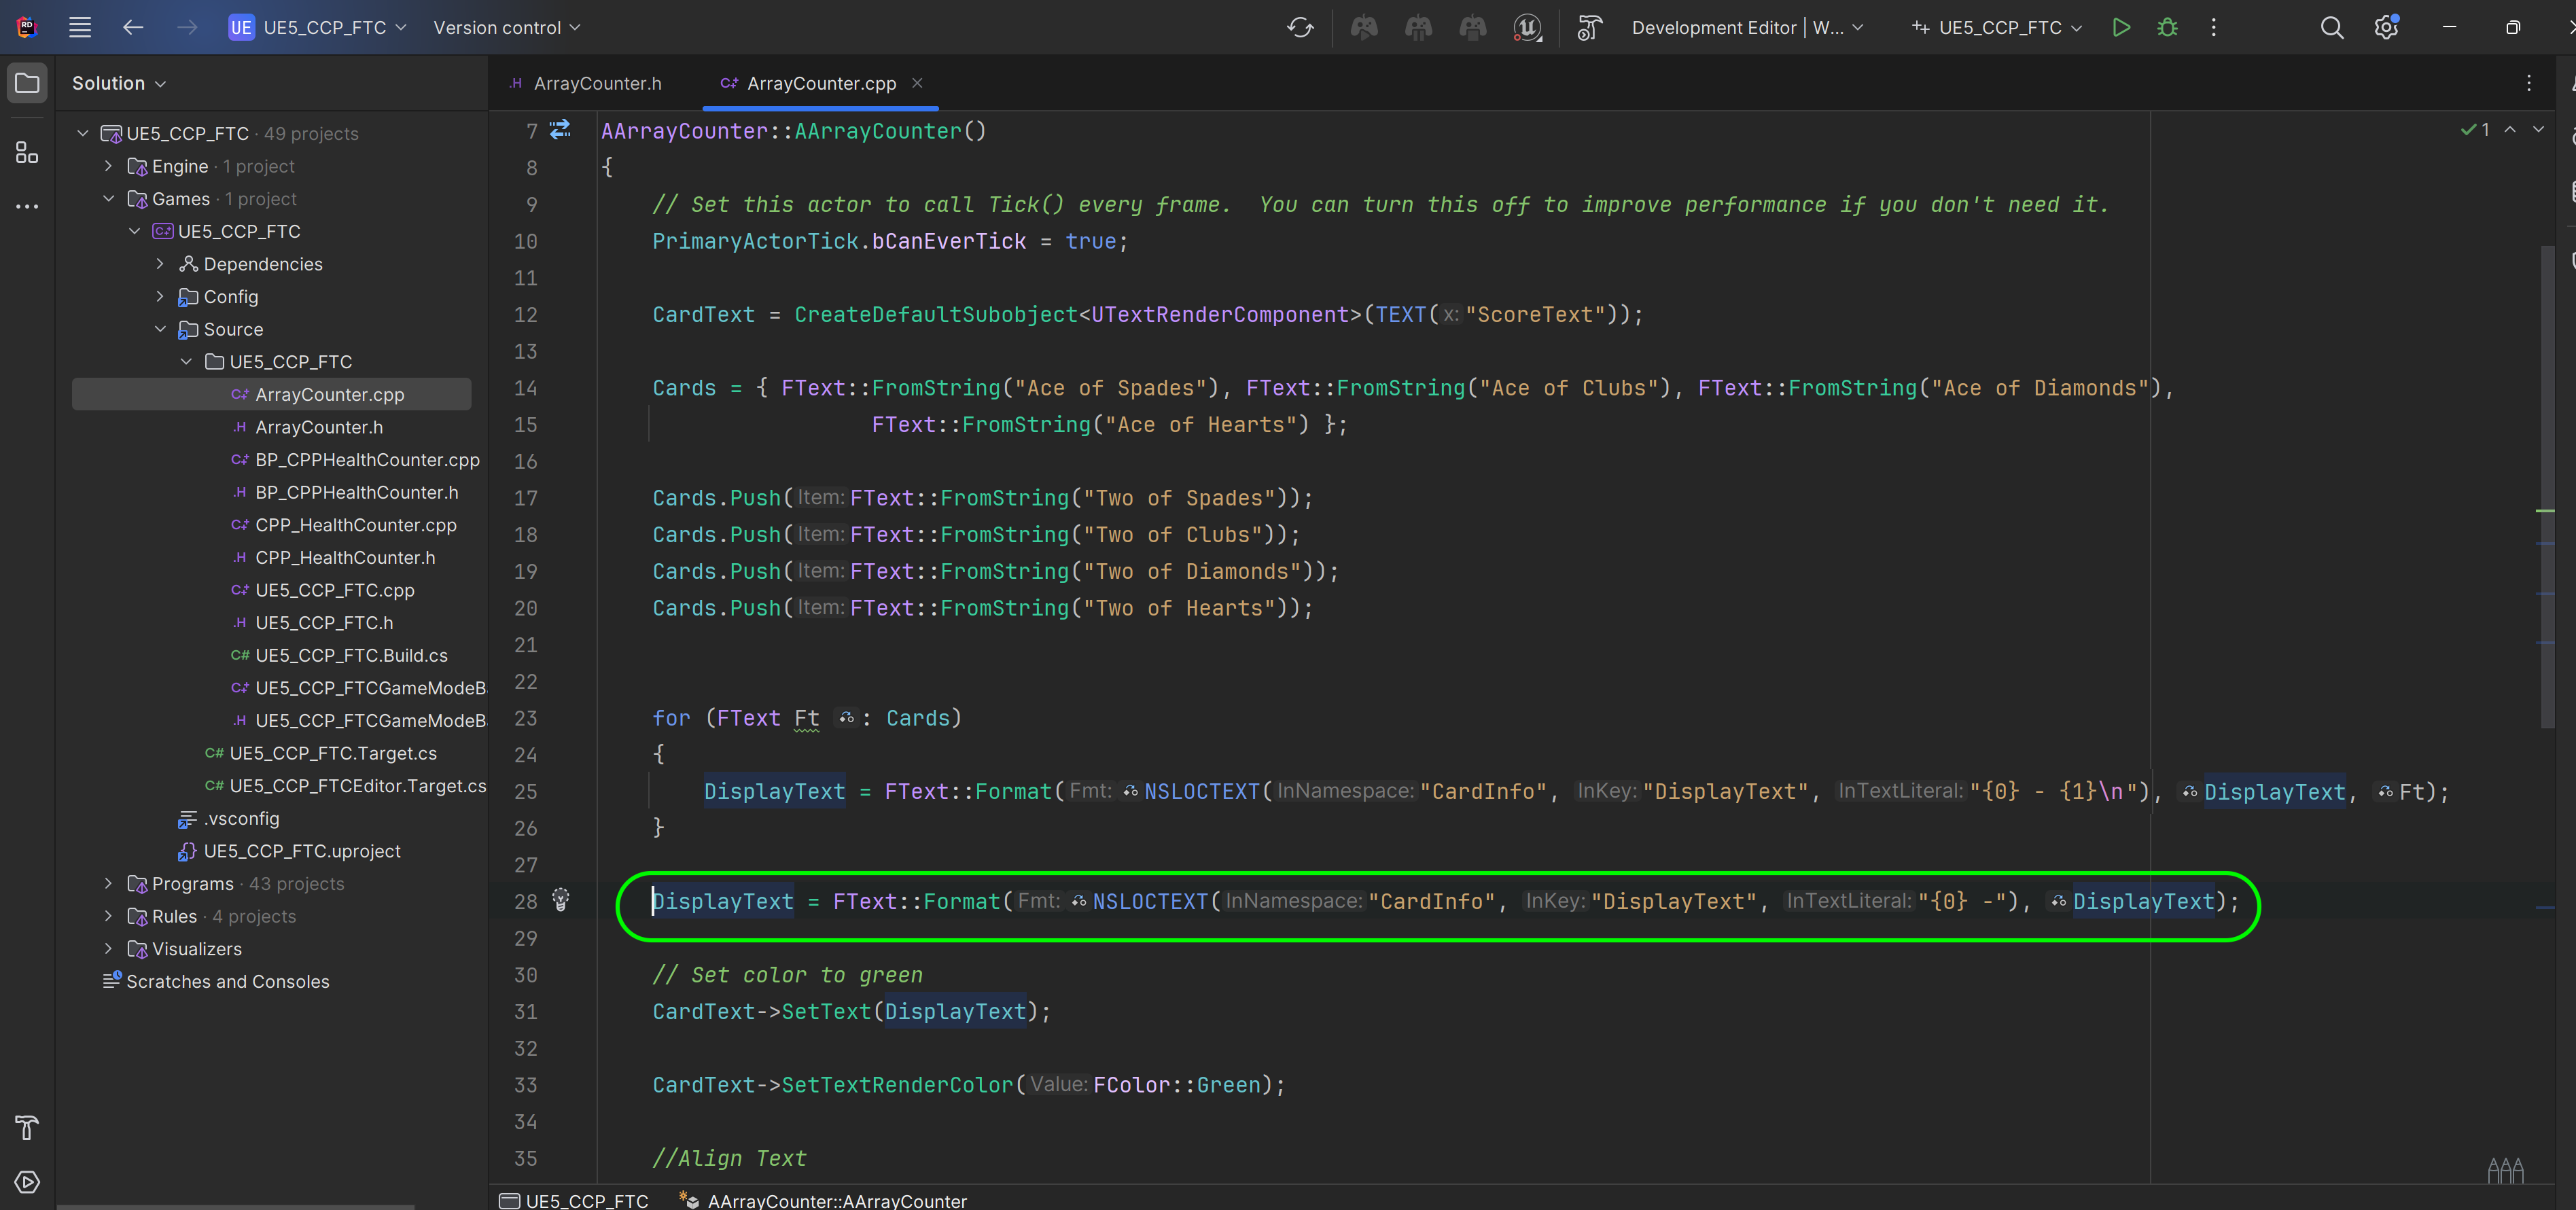 UE UE5_CCP_FTC Version control Development Editor | W... UE5_CCP_FTC
Solution
ArrayCounter.h
ArrayCounter.cpp
UE5_CCP_FTC · 49 projects
Engine · 1 project
Games · 1 project
UE5_CCP_FTC
Dependencies
Config
Source
UE5_CCP_FTC
ArrayCounter.cpp
ArrayCounter.h
BP_CPPHealthCounter.cpp
BP_CPPHealthCounter.h
CPP_HealthCounter.cpp
CPP_HealthCounter.h
UE5_CCP_FTC.cpp
UE5_CCP_FTC.h
UE5_CCP_FTC.Build.cs
UE5_CCP_FTCGameModeB
UE5_CCP_FTCGameModeB
UE5_CCP_FTC.Target.cs
UE5_CCP_FTCEditor.Target.cs
.vsconfig
UE5_CCP_FTC.uproject
Programs · 43 projects
Rules · 4 projects
Visualizers
Scratches and Consoles
1
7 AArrayCounter::AArrayCounter()
8 {
9 // Set this actor to call Tick() every frame.  You can turn this off to improve performance if you don't need it.
10 PrimaryActorTick.bCanEverTick = true;
11
12 CardText = CreateDefaultSubobject<UTextRenderComponent>(TEXT( x: "ScoreText"));
13
14 Cards = { FText::FromString("Ace of Spades"), FText::FromString("Ace of Clubs"), FText::FromString("Ace of Diamonds"),
15 FText::FromString("Ace of Hearts") };
16
17 Cards.Push( Item: FText::FromString("Two of Spades"));
18 Cards.Push( Item: FText::FromString("Two of Clubs"));
19 Cards.Push( Item: FText::FromString("Two of Diamonds"));
20 Cards.Push( Item: FText::FromString("Two of Hearts"));
21
22
23 for (FText Ft : Cards)
24 {
25 DisplayText = FText::Format( Fmt: NSLOCTEXT( InNamespace: "CardInfo", InKey: "DisplayText", InTextLiteral: "{0} - {1}\n"), DisplayText, Ft);
26 }
27
28 DisplayText = FText::Format( Fmt: NSLOCTEXT( InNamespace: "CardInfo", InKey: "DisplayText", InTextLiteral: "{0} -"), DisplayText);
29
30 // Set color to green
31 CardText->SetText(DisplayText);
32
33 CardText->SetTextRenderColor( Value: FColor::Green);
34
35 //Align Text
UE5_CCP_FTC AArrayCounter::AArrayCounter